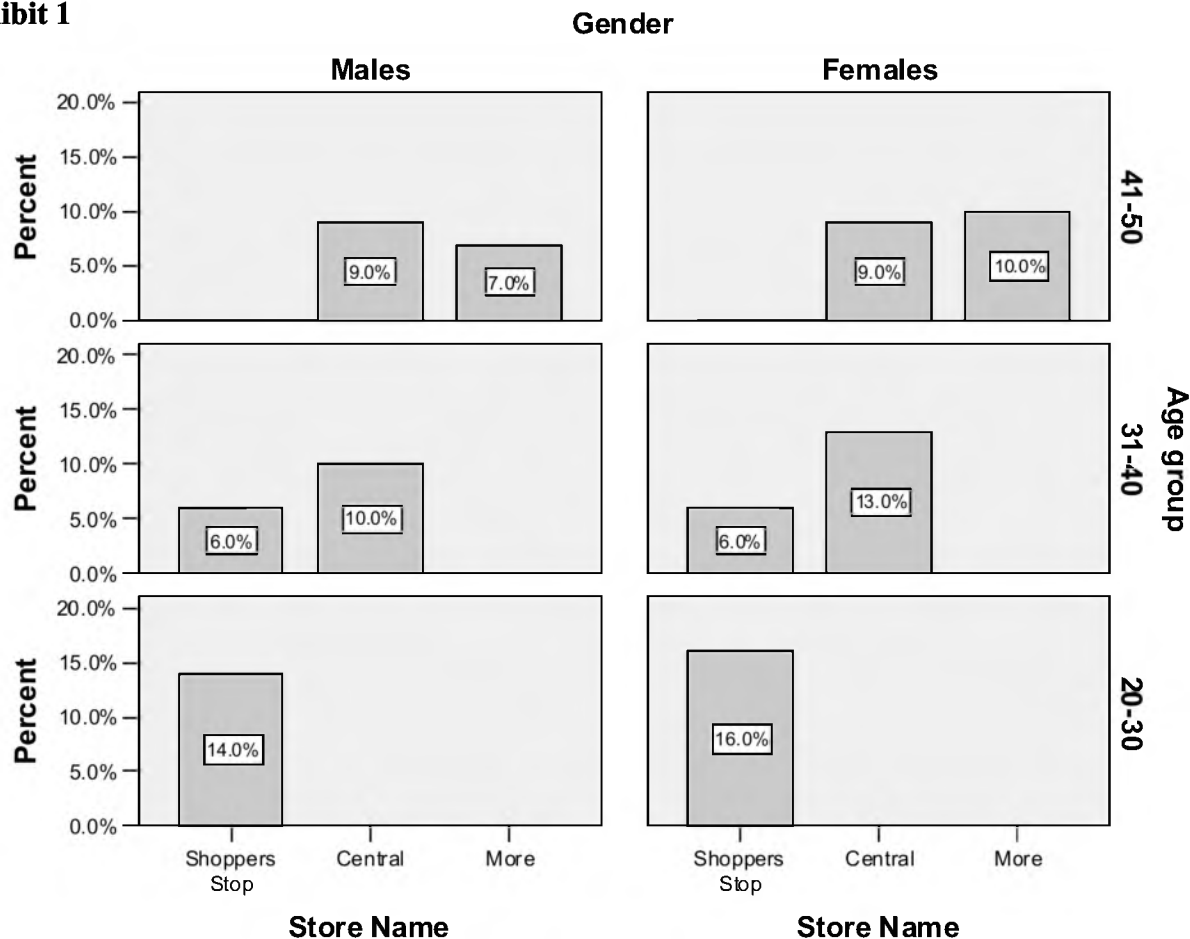 ibit 1
Gender
Males
Females
20.0%
15.0%
10.0%
5.0%
0.0%
Percent
9.0%
7.0%
9.0%
10.0%
41-50
20.0%
15.0%
10.0%
5.0%
0.0%
Percent
6.0%
10.0%
6.0%
13.0%
31-40
Age group
20.0%
15.0%
10.0%
5.0%
0.0%
Percent
14.0%
16.0%
20-30
Shoppers
Stop
Central
More
Shoppers
Stop
Central
More
Store Name
Store Name